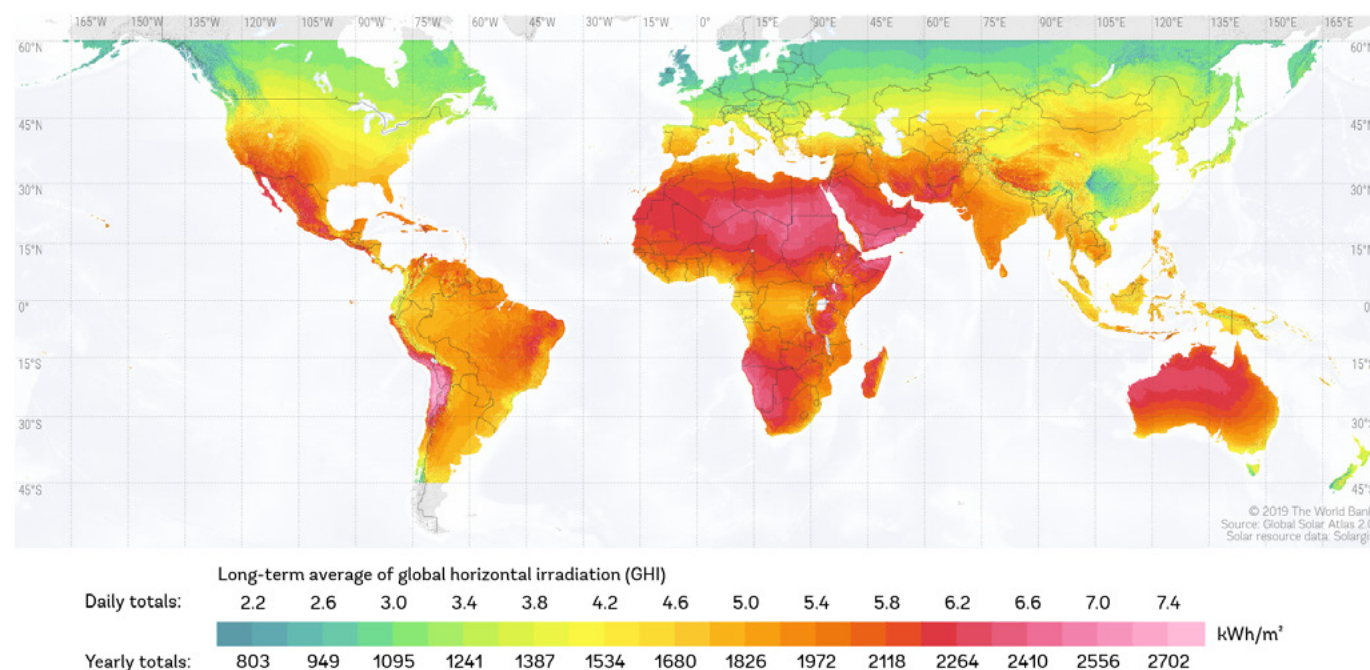 165°W 135°W 120°W 105°W 90°W 75°W 60°W 45°W 30°W 15°W 0° 15°E 30°E 45°E 60°E 75°E 90°E 105°E 120°E 135°E 150°E 165°E
60°N 60°N
45°N 45°N
30°N 30°N
15°N 15°N
0° 0
15°S 15°S
30°S 30°S
45°S 45°S
© 2019 The World Bank
Source: Global Solar Atlas 2.0
Solar resource data: Solargi
Long-term average of global horizontal irradiation (GHI)
Daily totals: 2.2 2.6 3.0 3.4 3.8 4.2 4.6 5.0 5.4 5.8 6.2 6.6 7.0 7.4
kWh/m²
Yearly totals: 803 949 1095 1241 1387 1534 1680 1826 1972 2118 2264 2410 2556 2702